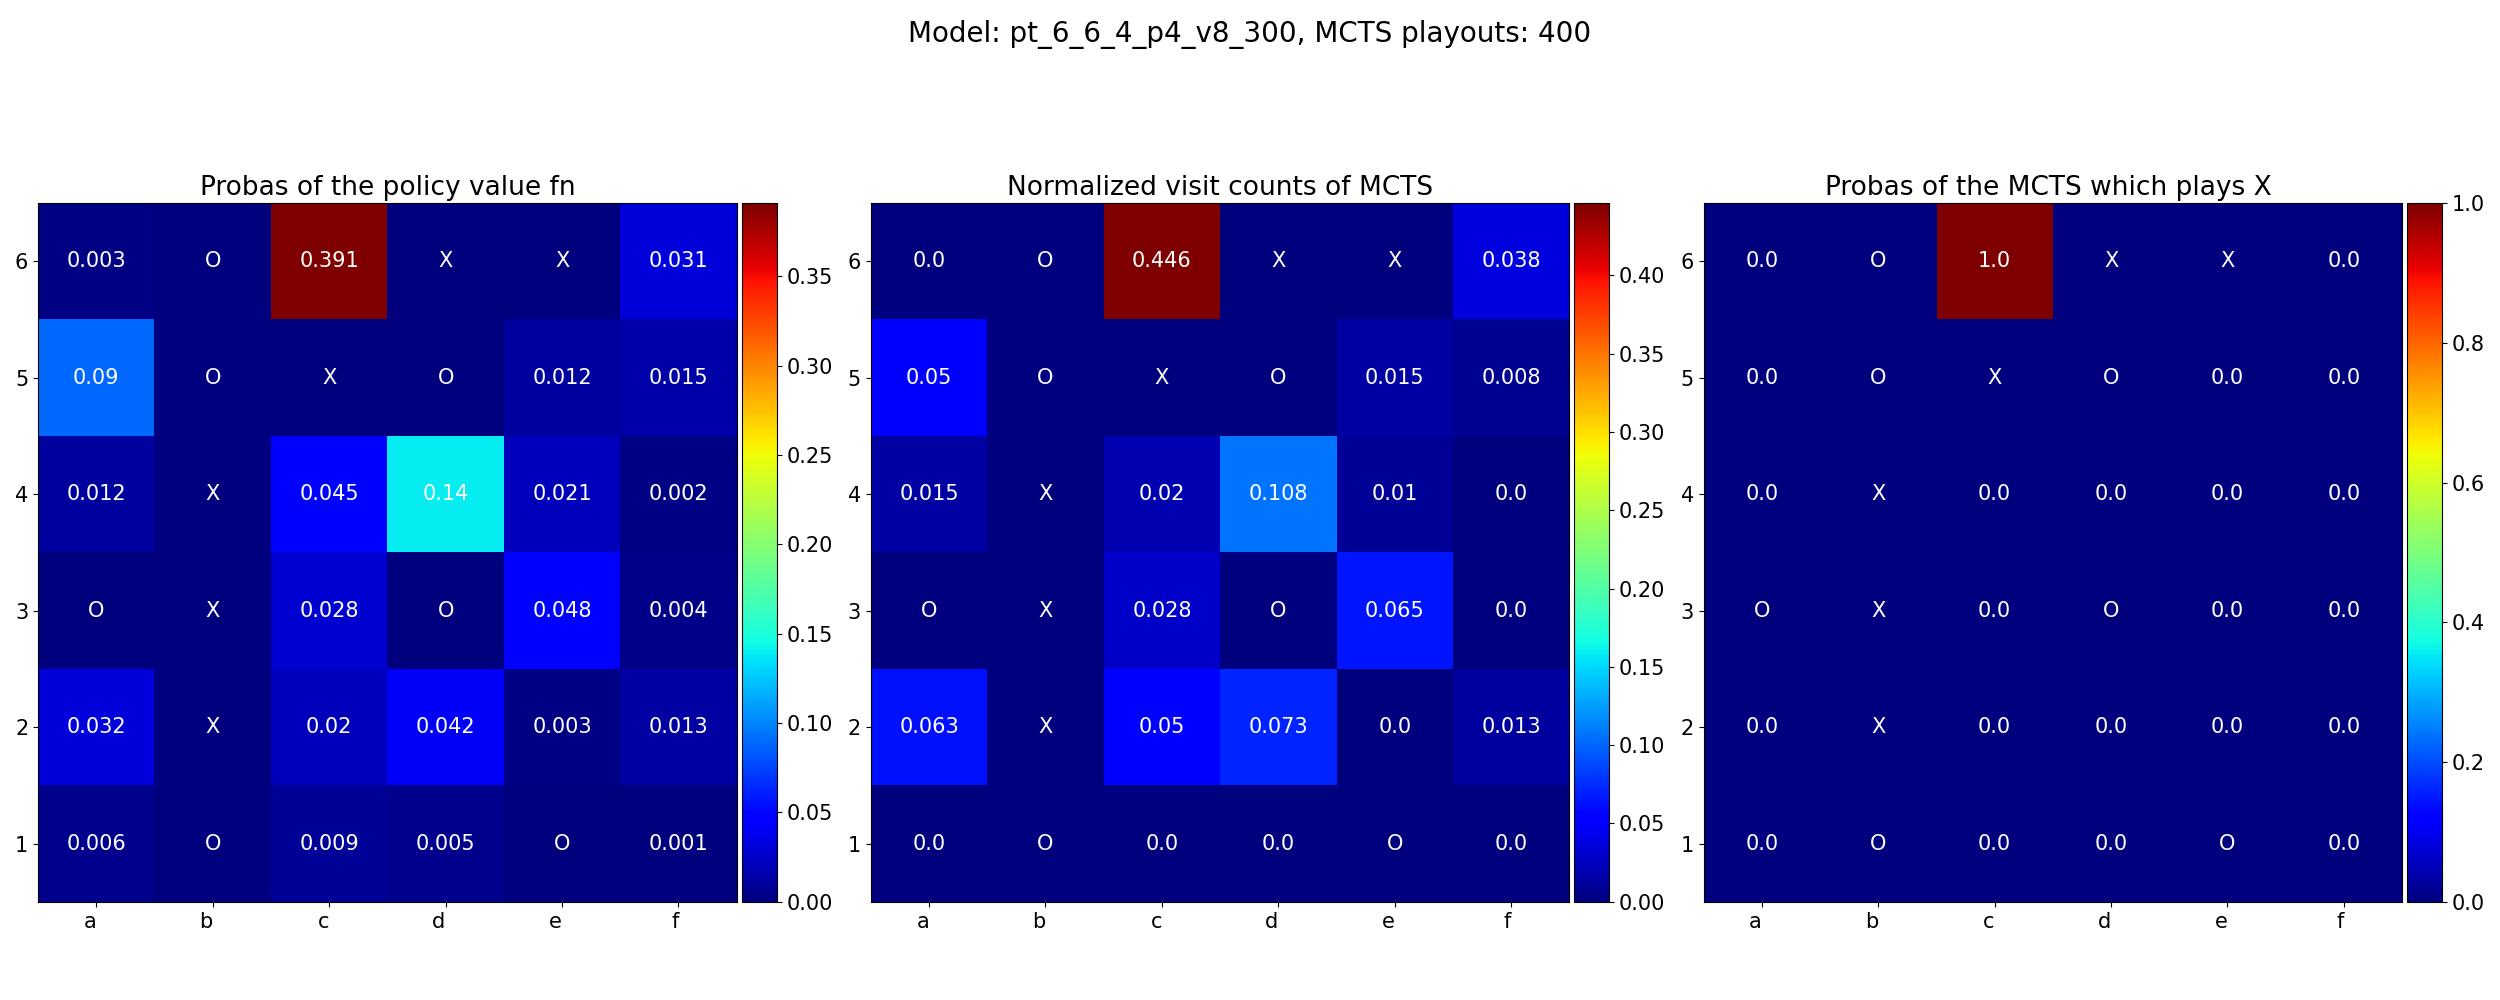 Model: pt_6_6_4_p4_v8_300, MCTS playouts: 400
Probas of the policy value fn
6 0.003 O 0.391 X X 0.031
5 0.09 O X O 0.012 0.015
4 0.012 X 0.045 0.14 0.021 0.002
3 O X 0.028 O 0.048 0.004
2 0.032 X 0.02 0.042 0.003 0.013
1 0.006 O 0.009 0.005 O 0.001
a b c d e f
0.35
0.30
0.25
0.20
0.15
0.10
0.05
0.00
Normalized visit counts of MCTS
6 0.0 O 0.446 X X 0.038
5 0.05 O X O 0.015 0.008
4 0.015 X 0.02 0.108 0.01 0.0
3 O X 0.028 O 0.065 0.0
2 0.063 X 0.05 0.073 0.0 0.013
1 0.0 O 0.0 0.0 O 0.0
a b c d e f
0.40
0.35
0.30
0.25
0.20
0.15
0.10
0.05
0.00
Probas of the MCTS which plays X
6 0.0 O 1.0 X X 0.0
5 0.0 O X O 0.0 0.0
4 0.0 X 0.0 0.0 0.0 0.0
3 O X 0.0 O 0.0 0.0
2 0.0 X 0.0 0.0 0.0 0.0
1 0.0 O 0.0 0.0 O 0.0
a b c d e f
1.0
0.8
0.6
0.4
0.2
0.0